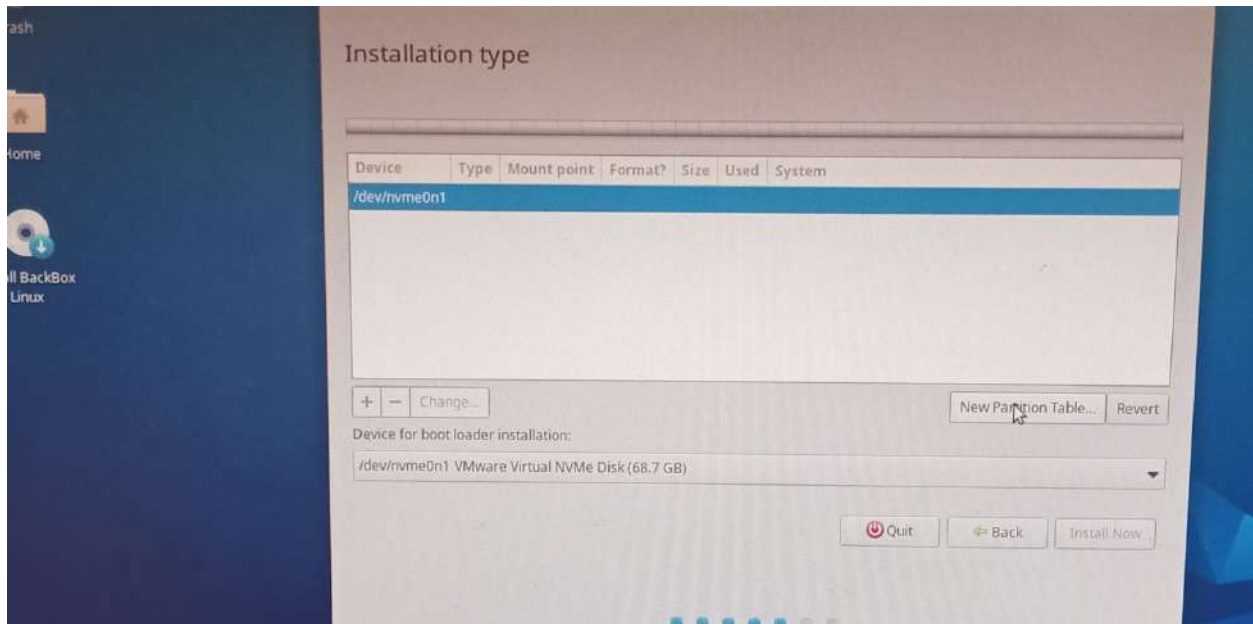 Installation type
Home
Device Type Mount point Format? Size Used System
/dev/nvme0n1
BackBox
Linux
+ - Change...
New Partition Table... Revert
Device for boot loader installation:
/dev/nvme0n1 VMware Virtual NVMe Disk (68.7 GB)
Quit Back Install Now